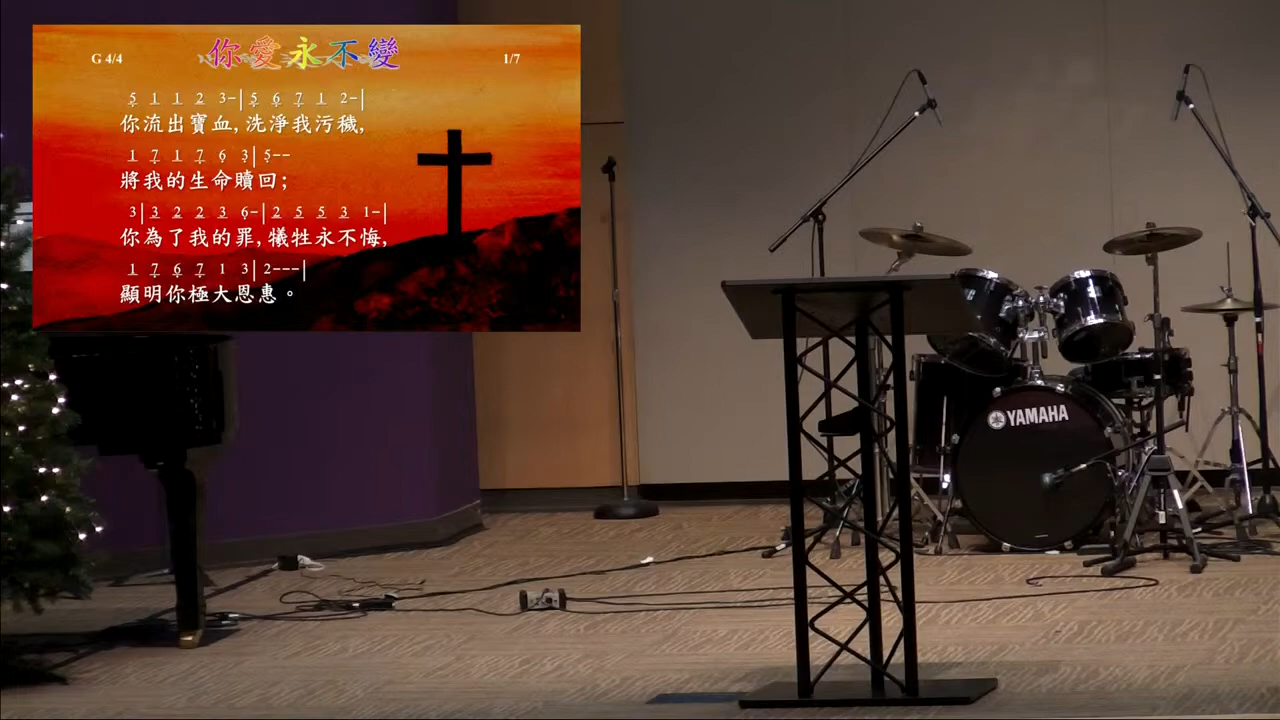 G 4/4 你愛永不變 1/7
5 1 1 2 3-|5 6 7 1 2-|
你流出寶血,洗淨我污穢,
1 7 1 7 6 3|5--
將我的生命贖回;
3|3 2 2 3 6-|2 5 5 3 1-|
你為了我的罪,犧牲永不悔,
1 7 6 7 1 3|2---|
顯明你極大恩惠。
YAMAHA